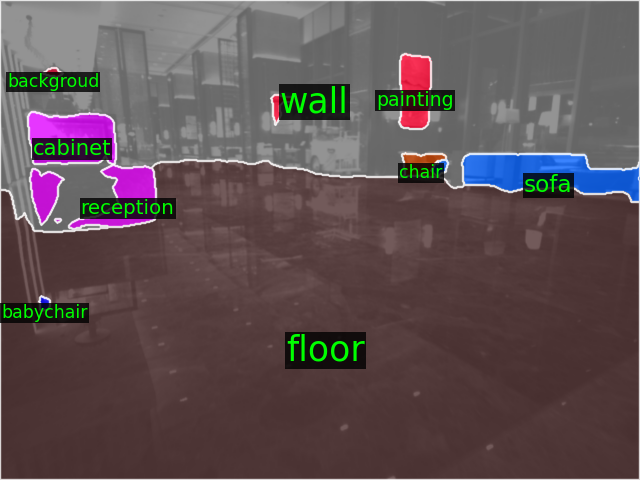 backgroud
wall
painting
cabinet
chair
sofa
reception
babychair
floor